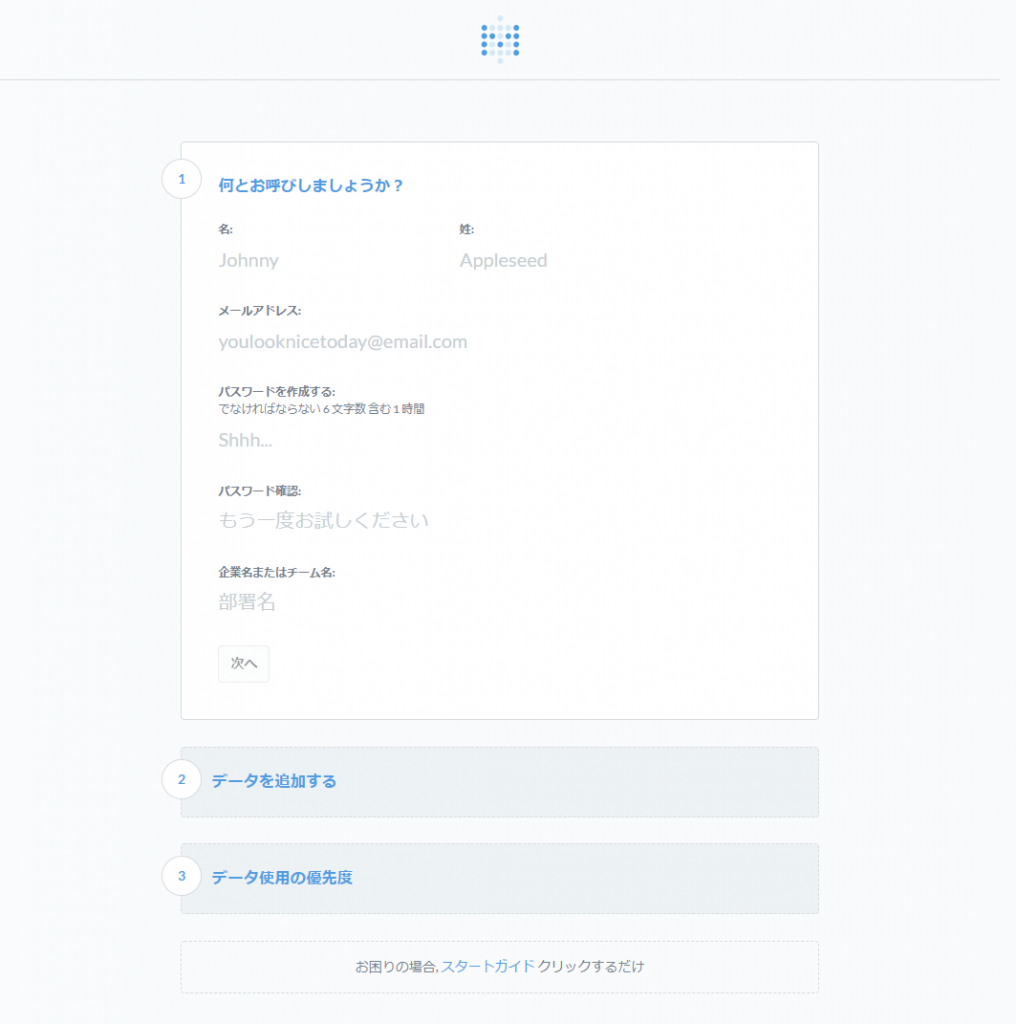 1
何とお呼びしましょうか？
名: 姓:
Johnny Appleseed
メールアドレス:
youlooknicetoday@email.com
パスワードを作成する:
でなければならない 6 文字数 含む 1 時間
Shhh...
パスワード確認:
もう一度お試しください
企業名またはチーム名:
部署名
次へ
2 データを追加する
3 データ使用の優先度
お困りの場合, スタートガイド クリックするだけ